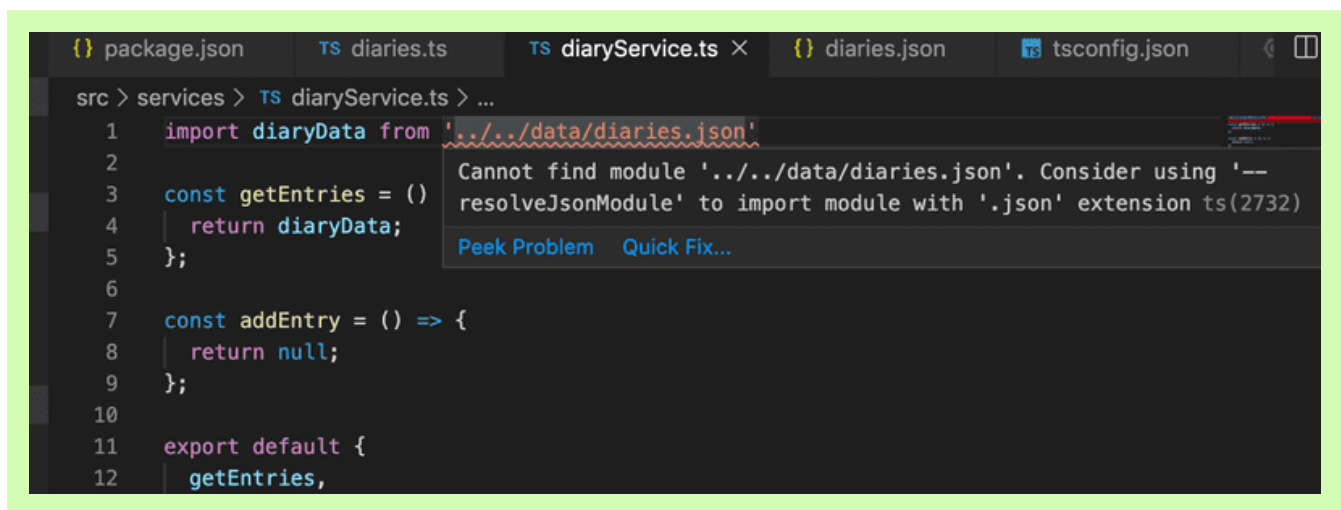 {} package.json TS diaries.ts TS diaryService.ts × {} diaries.json TS tsconfig.json
src > services > TS diaryService.ts > ...
1 import diaryData from '../../data/diaries.json'
2
Cannot find module '../../data/diaries.json'. Consider using '--
3 const getEntries = ()
resolveJsonModule' to import module with '.json' extension ts(2732)
4 return diaryData;
5 };
Peek Problem Quick Fix...
6
7 const addEntry = () => {
8 return null;
9 };
10
11 export default {
12 getEntries,